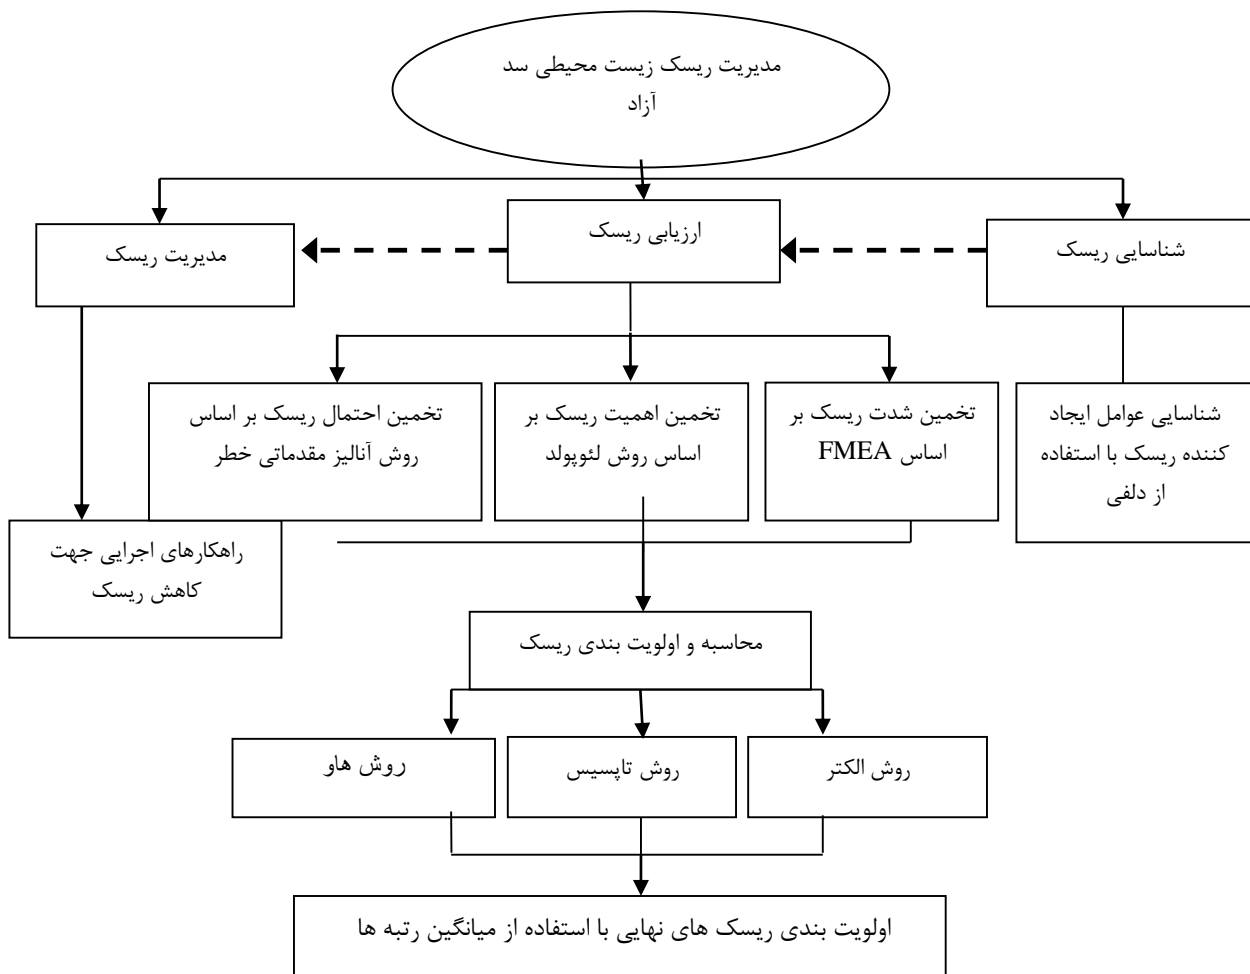 مدیریت ریسک زیست محیطی سد
آزاد
شناسایی ریسک
ارزیابی ریسک
مدیریت ریسک
شناسایی عوامل ایجاد
کننده ریسک با استفاده
از دلفی
تخمین شدت ریسک بر
اساس FMEA
تخمین اهمیت ریسک بر
اساس روش لئوپولد
تخمین احتمال ریسک بر اساس
روش آنالیز مقدماتی خطر
راهکارهای اجرایی جهت
کاهش ریسک
محاسبه و اولویت بندی ریسک
روش الکتر
روش تاپسیس
روش هاو
اولویت بندی ریسک های نهایی با استفاده از میانگین رتبه ها